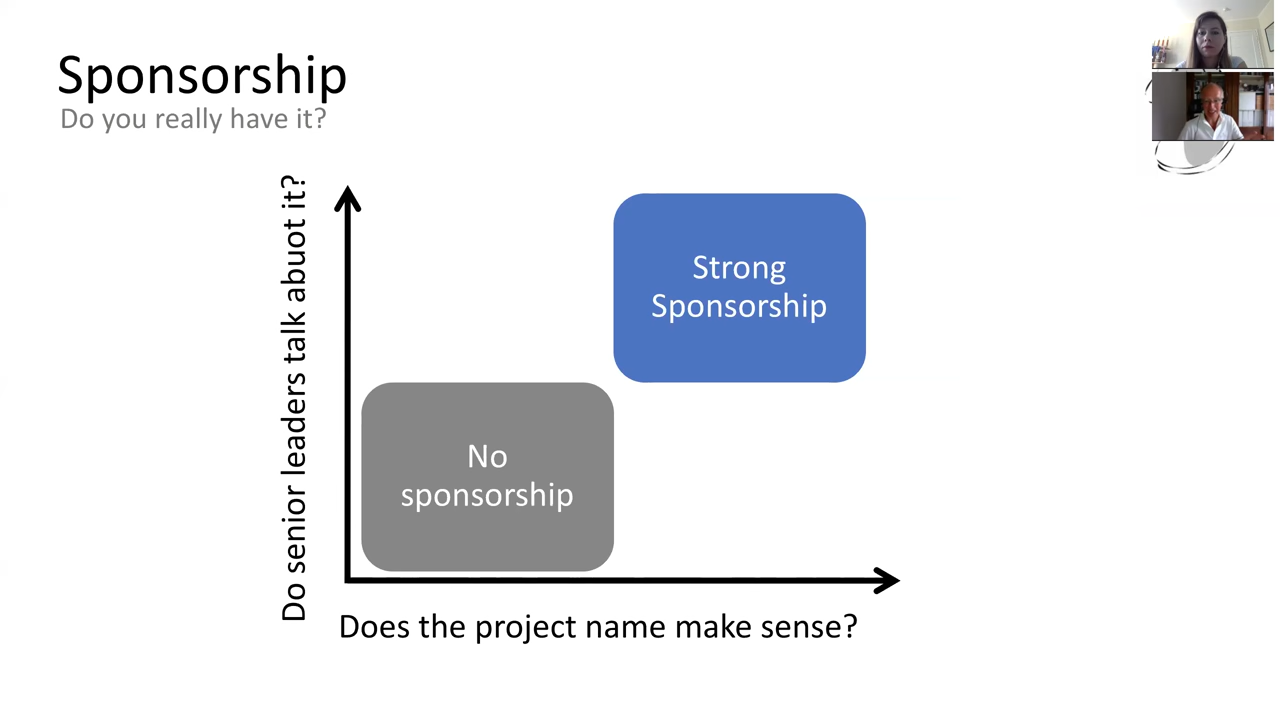 Sponsorship
Do you really have it?
Do senior leaders talk abuot it?
Strong
Sponsorship
No
sponsorship
Does the project name make sense?